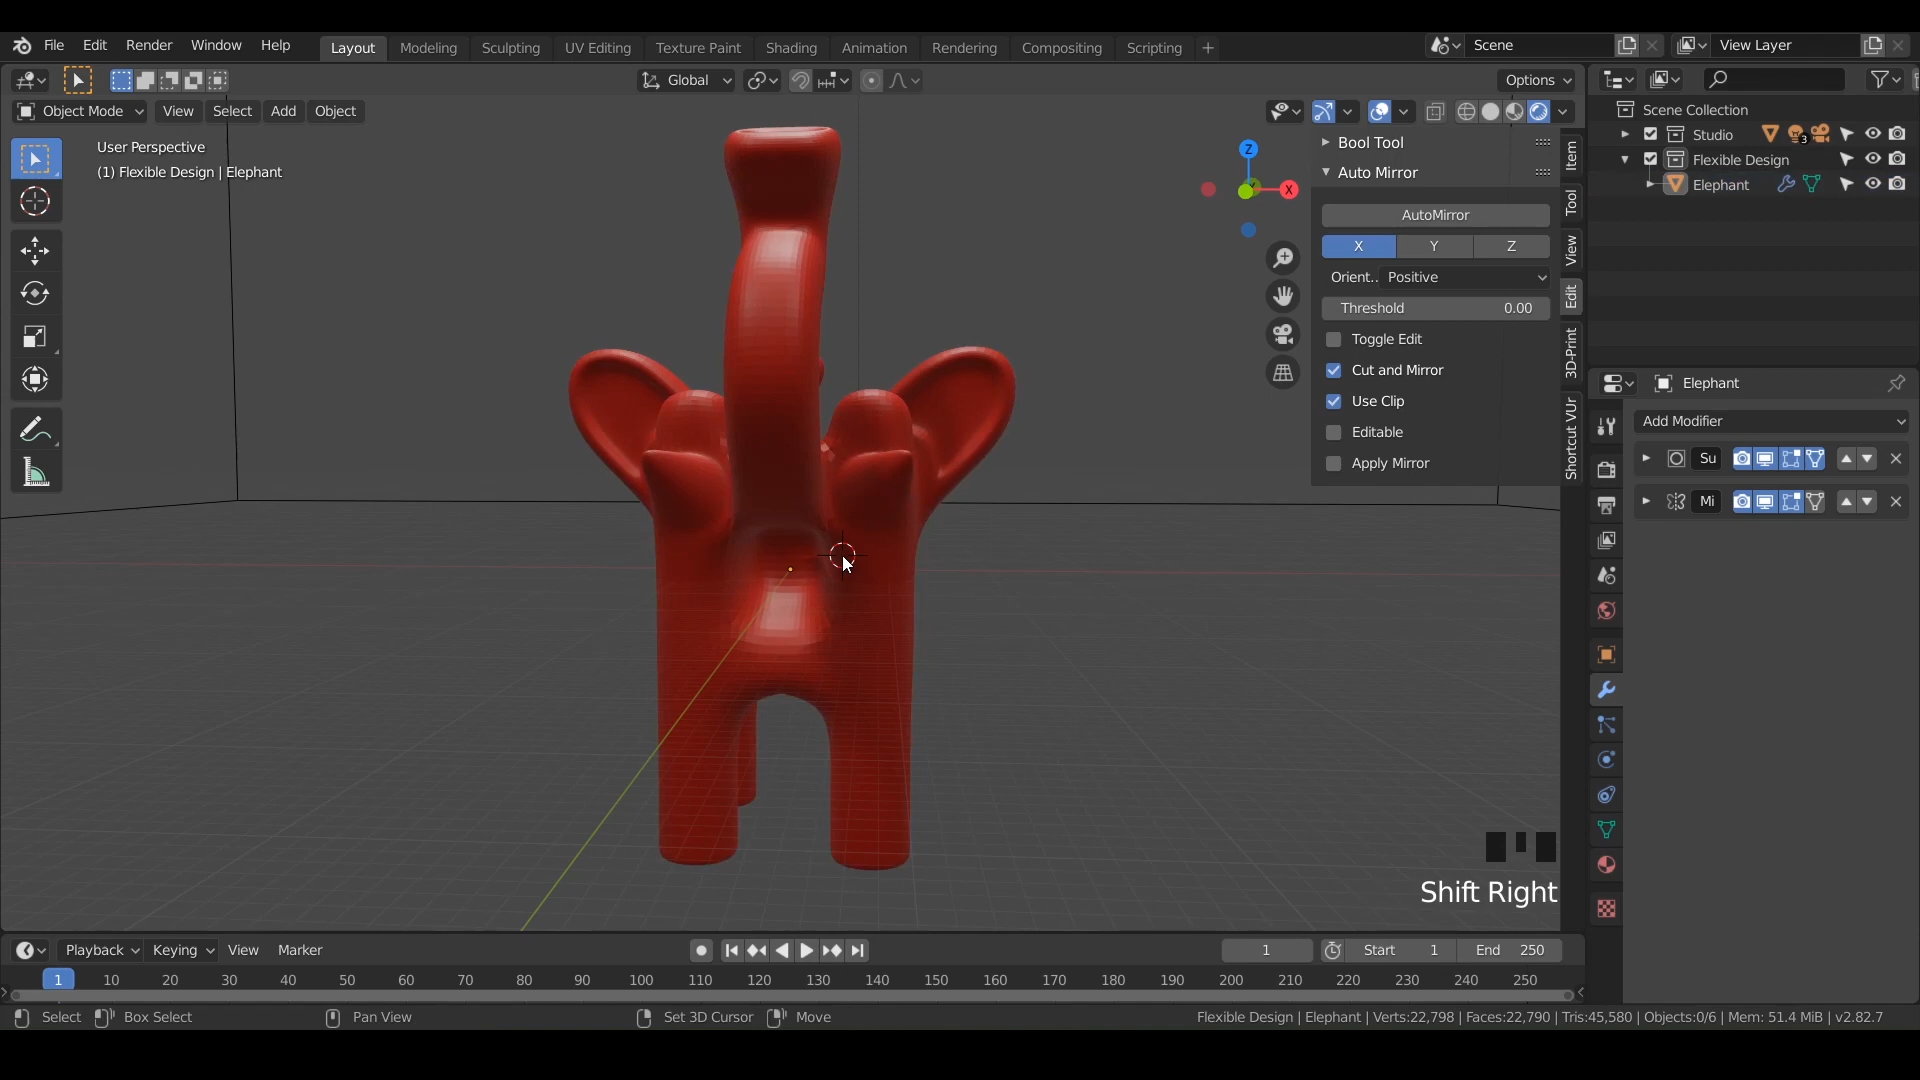 File Edit Render Window Help Layout Modeling Sculpting UV Editing Texture Paint Shading Animation Rendering Compositing Scripting + Scene View Layer
Global Options
Object Mode View Select Add Object
User Perspective
(1) Flexible Design | Elephant
Z
X
Bool Tool
Auto Mirror
AutoMirror
X Y Z
Orient.. Positive
Threshold 0.00
Toggle Edit
Cut and Mirror
Use Clip
Editable
Apply Mirror
Item
Tool
View
Edit
3D-Print
Shortcut VUr
Scene Collection
Studio 3
Flexible Design
Elephant
Elephant
Add Modifier
Su
Mi
Shift Right
Playback Keying View Marker 1 Start 1 End 250
1 10 20 30 40 50 60 70 80 90 100 110 120 130 140 150 160 170 180 190 200 210 220 230 240 250
Select Box Select Pan View Set 3D Cursor Move Flexible Design | Elephant | Verts:22,798 | Faces:22,790 | Tris:45,580 | Objects:0/6 | Mem: 51.4 MiB | v2.82.7